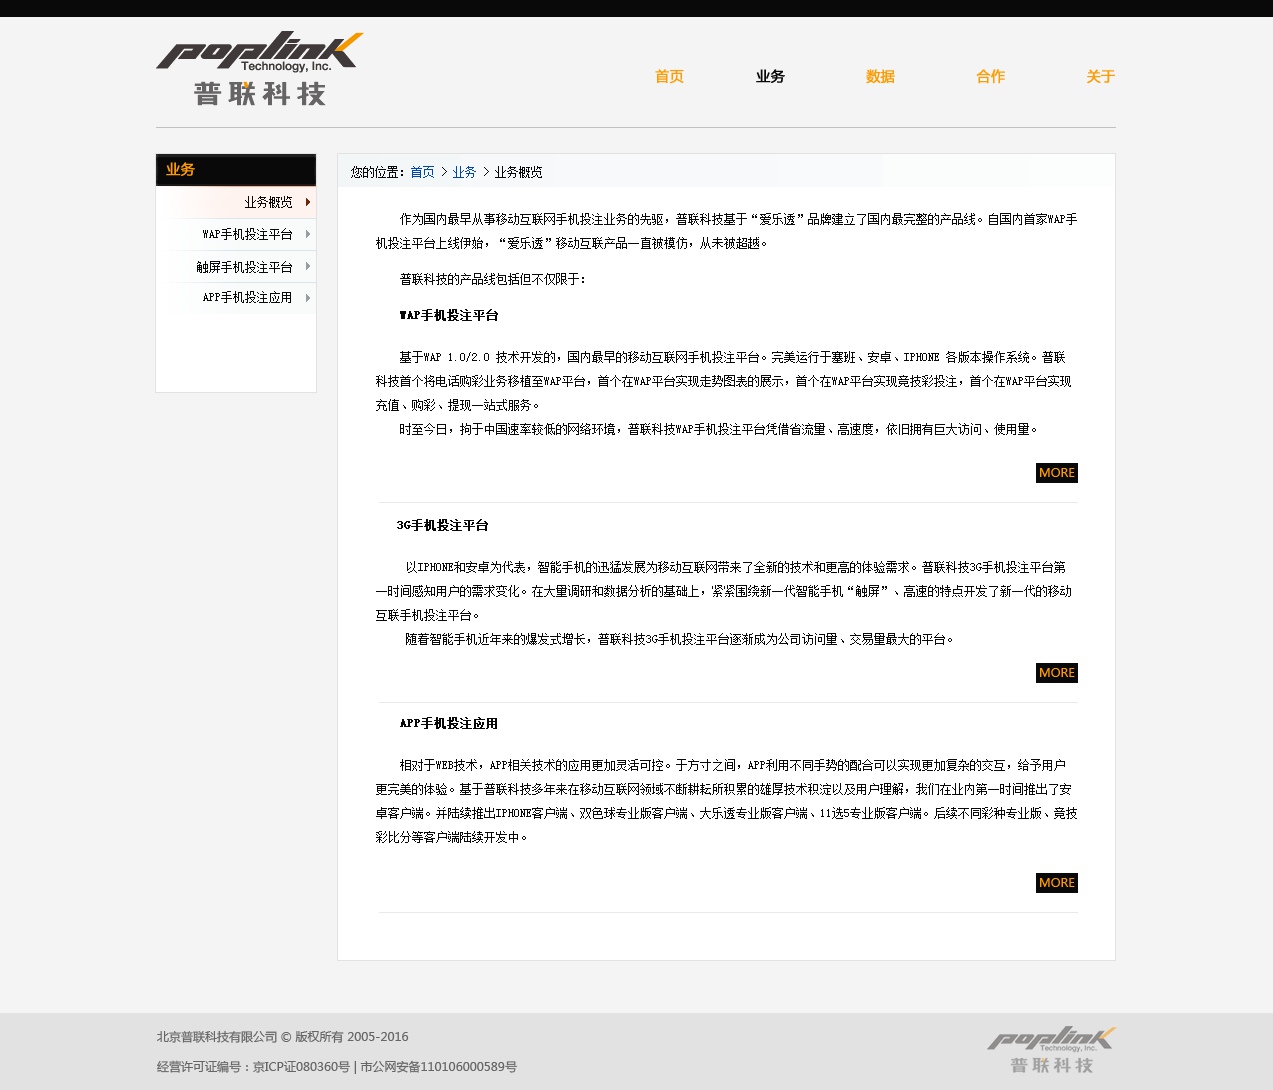 poplink
Technology, Inc.
普联科技
首页 业务 数据 合作 关于
业务
业务概览
WAP手机投注平台
触屏手机投注平台
APP手机投注应用
您的位置：首页 > 业务 > 业务概览
作为国内最早从事移动互联网手机投注业务的先驱，普联科技基于“爱乐透”品牌建立了国内最完整的产品线。自国内首家WAP手
机投注平台上线伊始，“爱乐透”移动互联产品一直被模仿，从未被超越。
普联科技的产品线包括但不仅限于：
WAP手机投注平台
基于WAP 1.0/2.0 技术开发的，国内最早的移动互联网手机投注平台。完美运行于塞班、安卓、IPHONE 各版本操作系统。普联
科技首个将电话购彩业务移植至WAP平台，首个在WAP平台实现走势图表的展示，首个在WAP平台实现竞技彩投注，首个在WAP平台实现
充值、购彩、提现一站式服务。
时至今日，拘于中国速率较低的网络环境，普联科技WAP手机投注平台凭借省流量、高速度，依旧拥有巨大访问、使用量。
MORE
3G手机投注平台
以IPHONE和安卓为代表，智能手机的迅猛发展为移动互联网带来了全新的技术和更高的体验需求。普联科技3G手机投注平台第
一时间感知用户的需求变化。在大量调研和数据分析的基础上，紧紧围绕新一代智能手机“触屏”、高速的特点开发了新一代的移动
互联手机投注平台。
随着智能手机近年来的爆发式增长，普联科技3G手机投注平台逐渐成为公司访问量、交易量最大的平台。
MORE
APP手机投注应用
相对于WEB技术，APP相关技术的应用更加灵活可控。于方寸之间，APP利用不同手势的配合可以实现更加复杂的交互，给予用户
更完美的体验。基于普联科技多年来在移动互联网领域不断耕耘所积累的雄厚技术积淀以及用户理解，我们在业内第一时间推出了安
卓客户端。并陆续推出IPHONE客户端、双色球专业版客户端、大乐透专业版客户端、11选5专业版客户端。后续不同彩种专业版、竞技
彩比分等客户端陆续开发中。
MORE
北京普联科技有限公司 © 版权所有 2005-2016
经营许可证编号：京ICP证080360号 | 市公网安备110106000589号
poplink
Technology, Inc.
普联科技